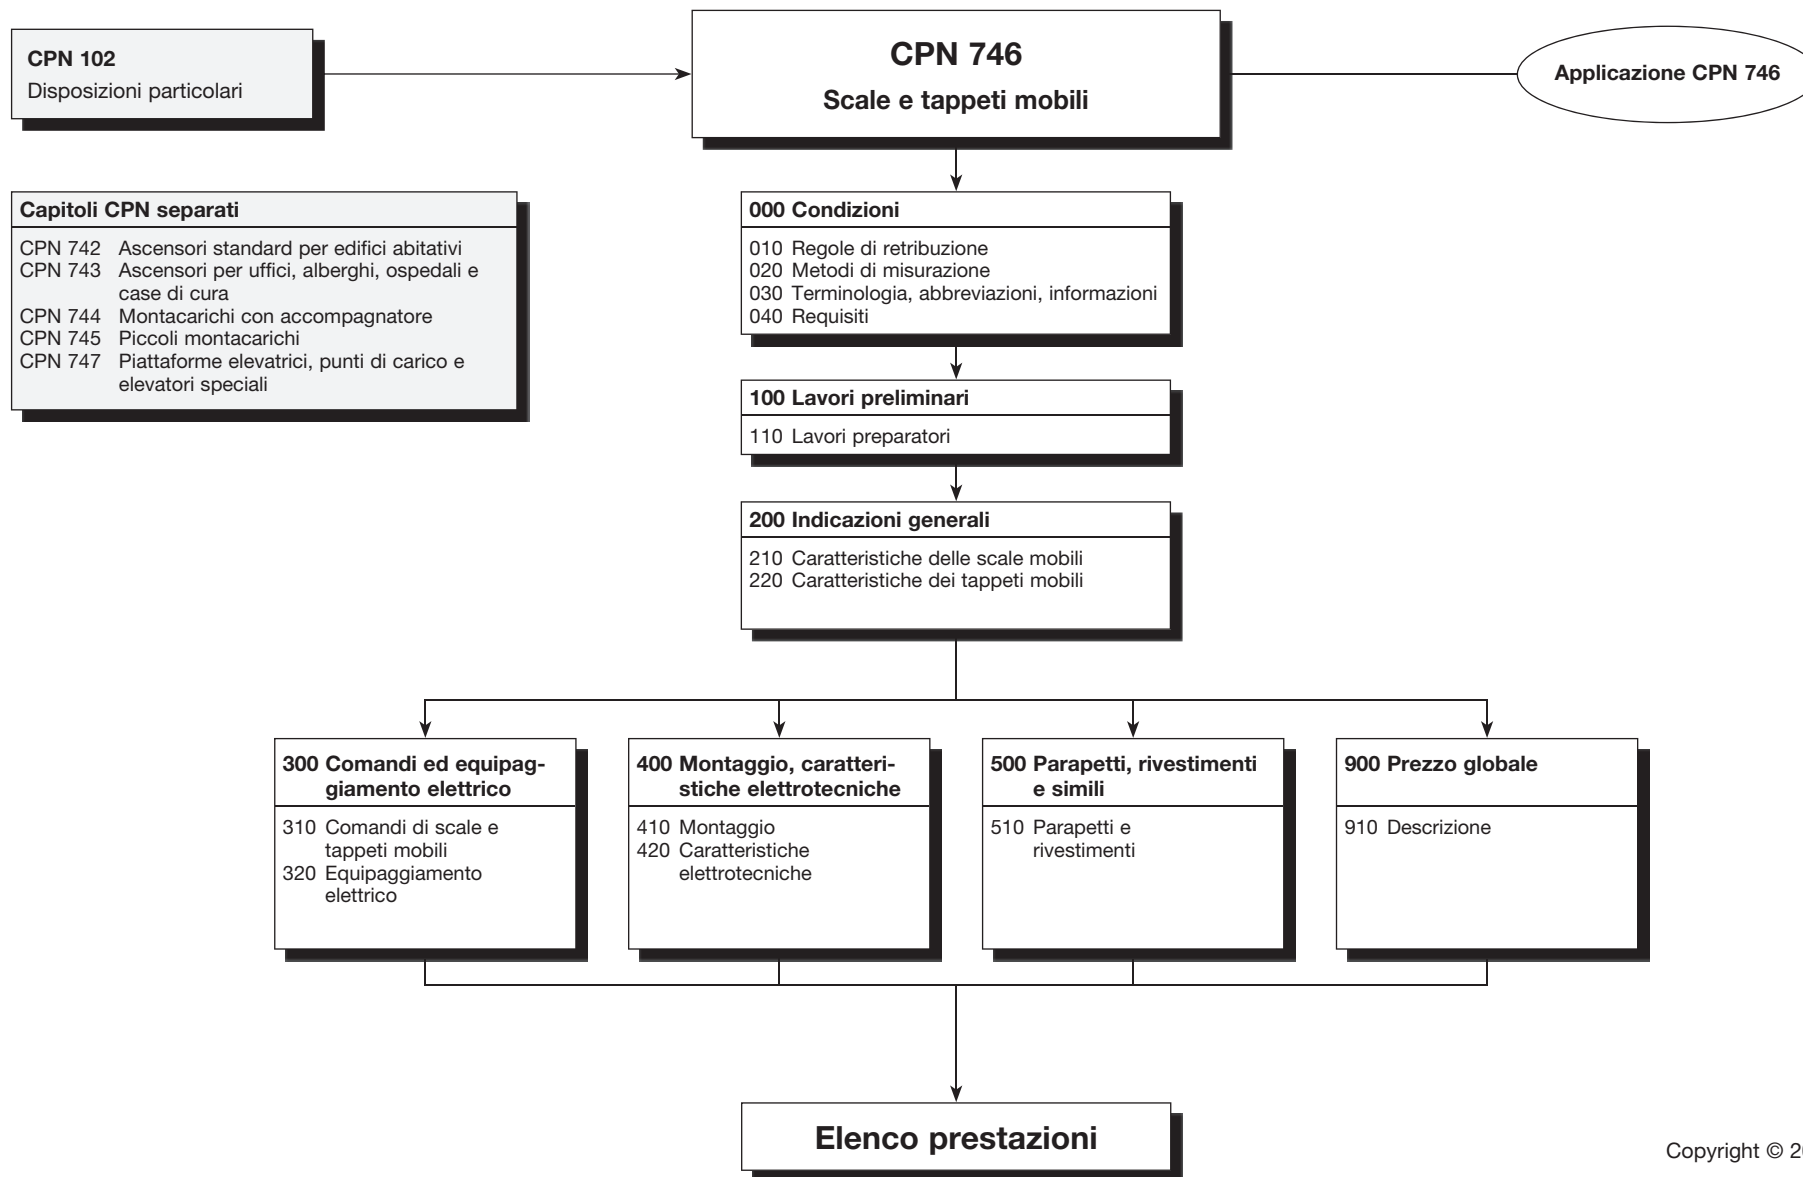 CPN 102
Disposizioni particolari
CPN 746
Scale e tappeti mobili
Applicazione CPN 746
Capitoli CPN separati
CPN 742 Ascensori standard per edifici abitativi
CPN 743 Ascensori per uffici, alberghi, ospedali e
case di cura
CPN 744 Montacarichi con accompagnatore
CPN 745 Piccoli montacarichi
CPN 747 Piattaforme elevatrici, punti di carico e
elevatori speciali
000 Condizioni
010 Regole di retribuzione
020 Metodi di misurazione
030 Terminologia, abbreviazioni, informazioni
040 Requisiti
100 Lavori preliminari
110 Lavori preparatori
200 Indicazioni generali
210 Caratteristiche delle scale mobili
220 Caratteristiche dei tappeti mobili
300 Comandi ed equipag-
giamento elettrico
310 Comandi di scale e
tappeti mobili
320 Equipaggiamento
elettrico
400 Montaggio, caratteri-
stiche elettrotecniche
410 Montaggio
420 Caratteristiche
elettrotecniche
500 Parapetti, rivestimenti
e simili
510 Parapetti e
rivestimenti
900 Prezzo globale
910 Descrizione
Elenco prestazioni
Copyright ©